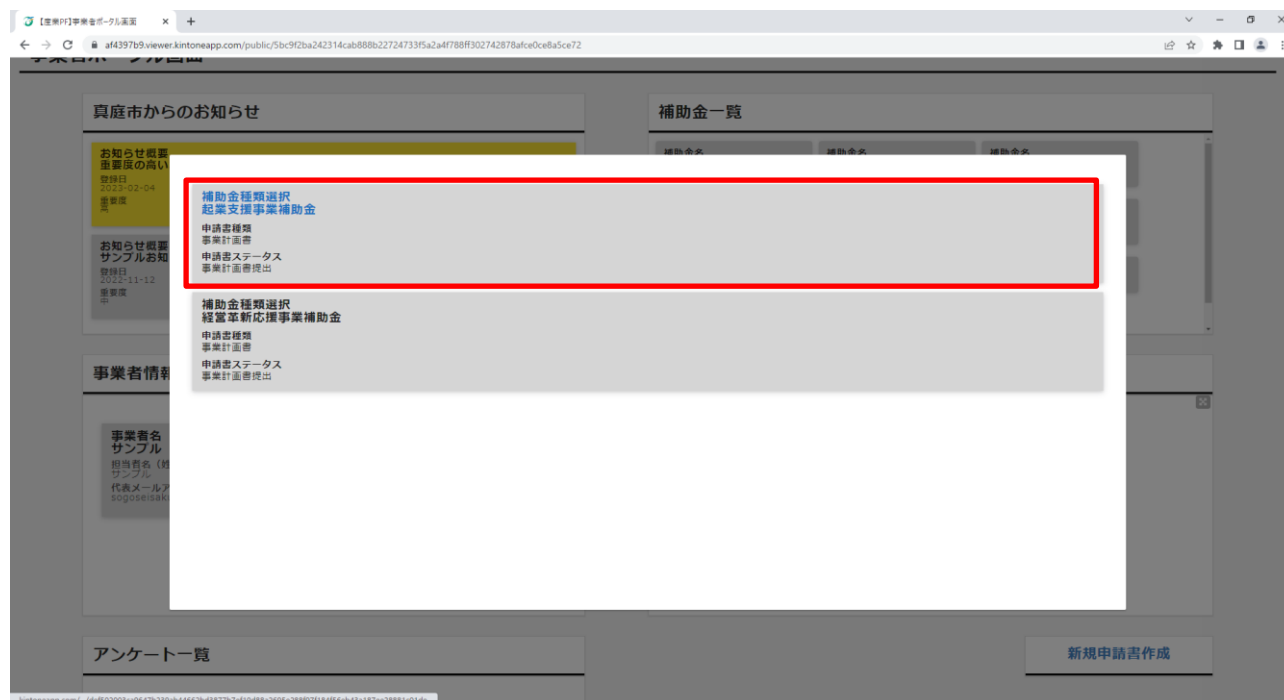 【産業PF】事業者ポータル画面
af4397b9.viewer.kintoneapp.com/public/5bc9f2ba242314cab888b22724733f5a2a4f788ff302742878afce0ce8a5ce72
事業者ポータル画面
真庭市からのお知らせ
お知らせ概要
重要度の高い
登録日
2023-02-04
重要度
高
お知らせ概要
サンプルお知
登録日
2022-11-12
重要度
中
補助金一覧
補助金名
補助金名
補助金名
補助金種類選択
起業支援事業補助金
申請書種類
事業計画書
申請書ステータス
事業計画書提出
補助金種類選択
経営革新応援事業補助金
申請書種類
事業計画書
申請書ステータス
事業計画書提出
事業者情報
事業者名
サンプル
担当者名（姓
サンプル
代表メールア
sogoseisaku
アンケート一覧
新規申請書作成